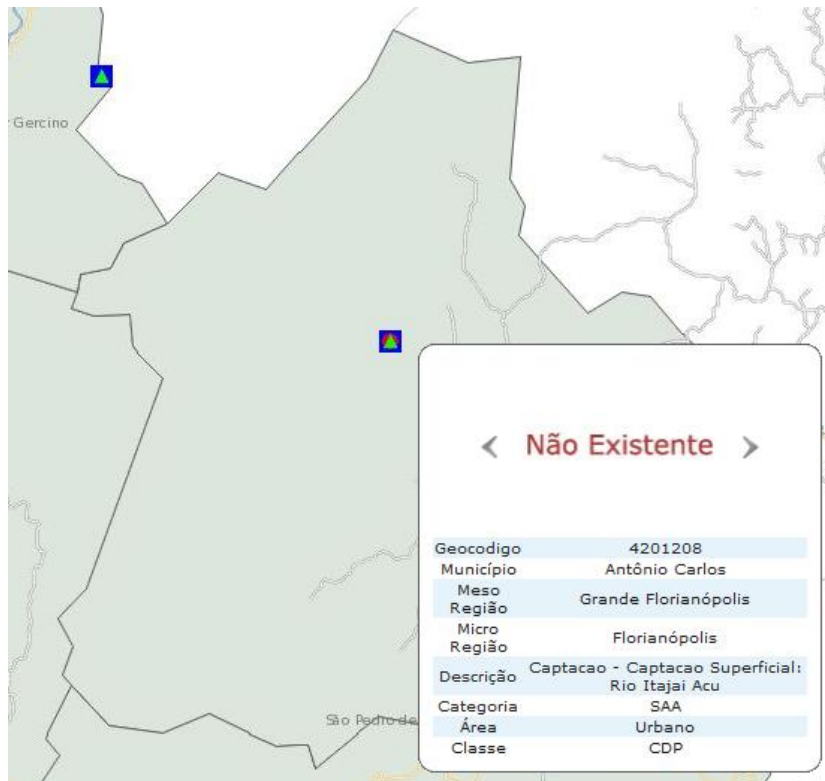 Gercino
Não Existente
Geocodigo 4201208
Município Antônio Carlos
Meso
Região Grande Florianópolis
Micro
Região Florianópolis
Descrição Captacao - Captacao Superficial:
Rio Itajai Acu
Categoria SAA
São Pedro de
Área Urbano
Classe CDP